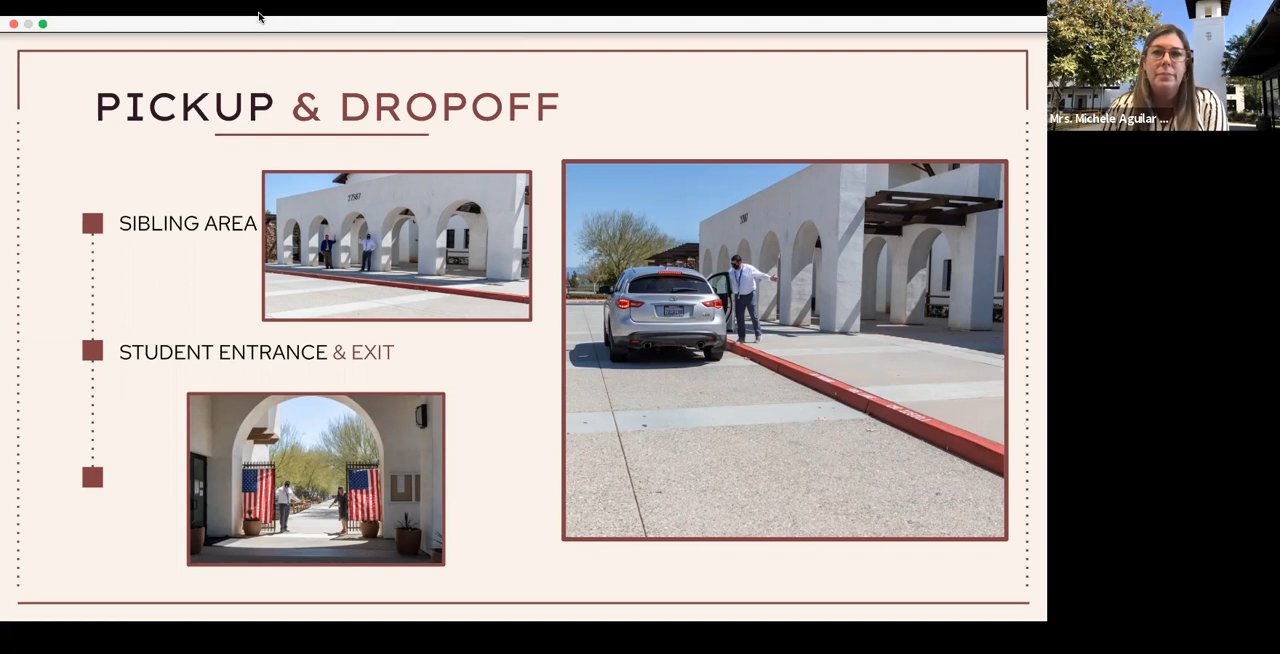 PICKUP & DROPOFF
SIBLING AREA
STUDENT ENTRANCE & EXIT
Mrs. Michele Aguilar ...